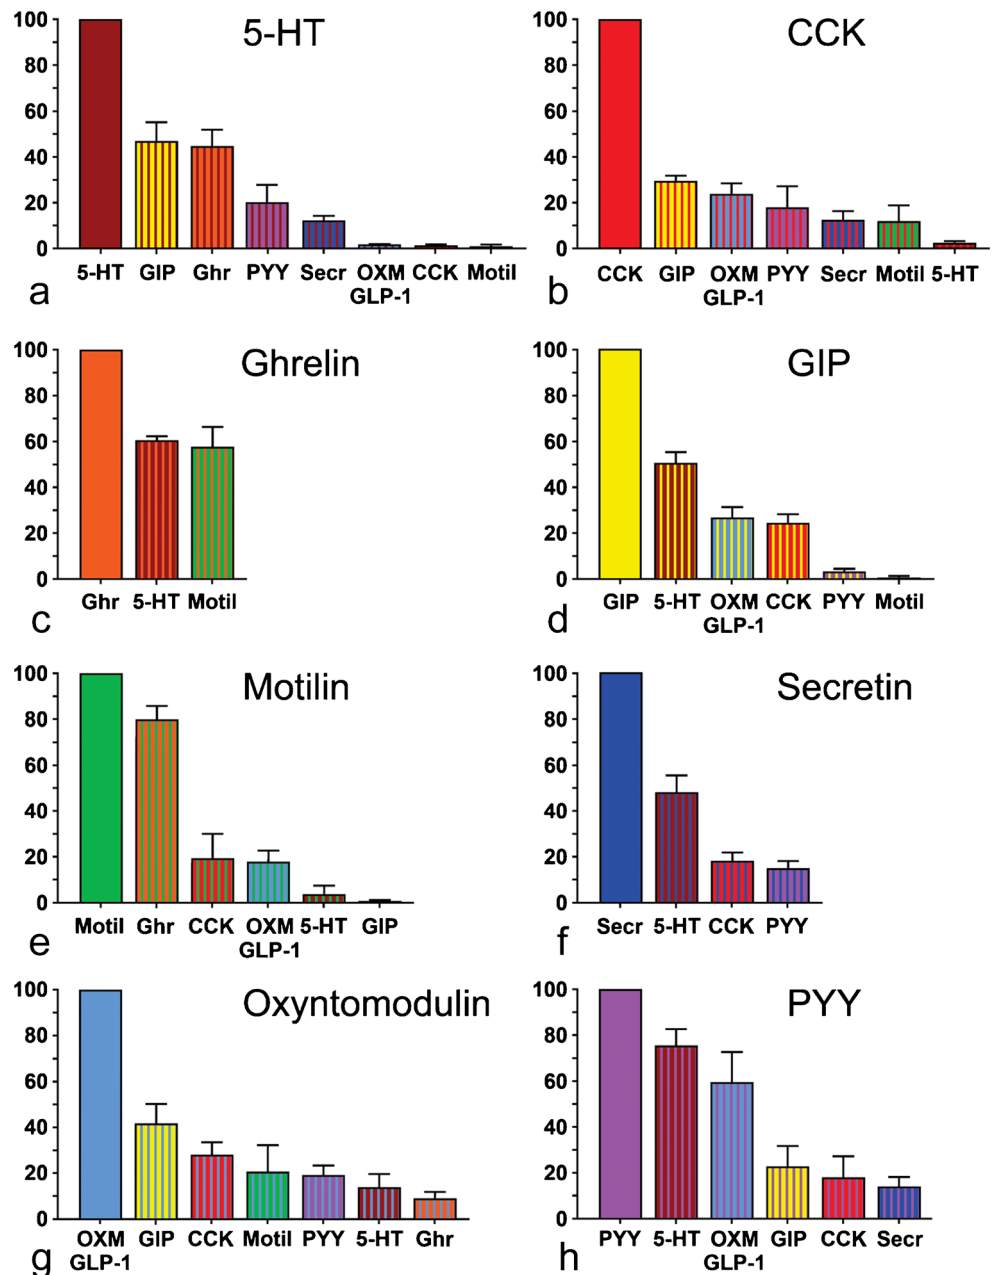 5-HT
100
80
60
40
20
0
5-HT GIP Ghr PYY Secr OXM CCK Motil
GLP-1
a
CCK
100
80
60
40
20
0
CCK GIP OXM PYY Secr Motil 5-HT
GLP-1
b
Ghrelin
100
80
60
40
20
0
Ghr 5-HT Motil
c
GIP
100
80
60
40
20
0
GIP 5-HT OXM CCK PYY Motil
GLP-1
d
Motilin
100
80
60
40
20
0
Motil Ghr CCK OXM 5-HT GIP
GLP-1
e
Secretin
100
80
60
40
20
0
Secr 5-HT CCK PYY
f
Oxyntomodulin
100
80
60
40
20
0
OXM GIP CCK Motil PYY 5-HT Ghr
GLP-1
g
PYY
100
80
60
40
20
0
PYY 5-HT OXM GIP CCK Secr
GLP-1
h